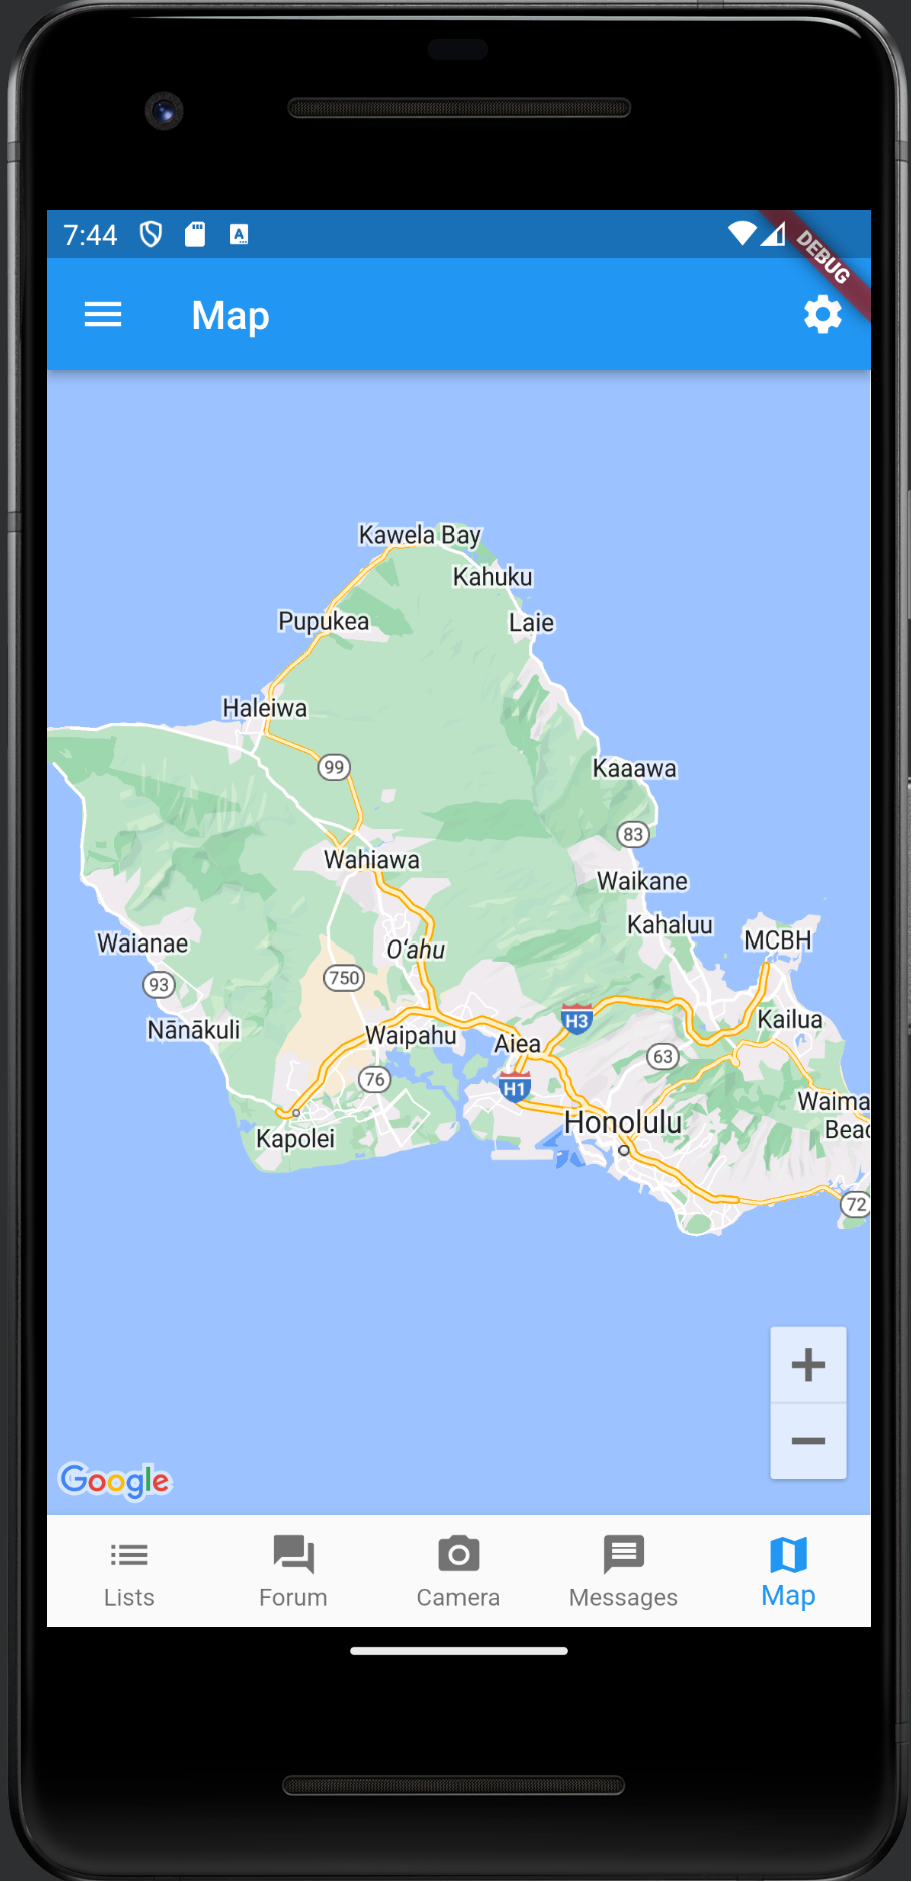 7:44
A
DEBUG
Map
Kawela Bay
Kahuku
Pupukea
Laie
Haleiwa
99
Kaaawa
83
Wahiawa
Waikane
Kahaluu
Waianae
Oʻahu
MCBH
750
93
H3
Kailua
Nānākuli
Waipahu
Aiea
63
76
H1
Waima
Honolulu
Beac
Kapolei
72
Google
Lists
Forum
Camera
Messages
Map